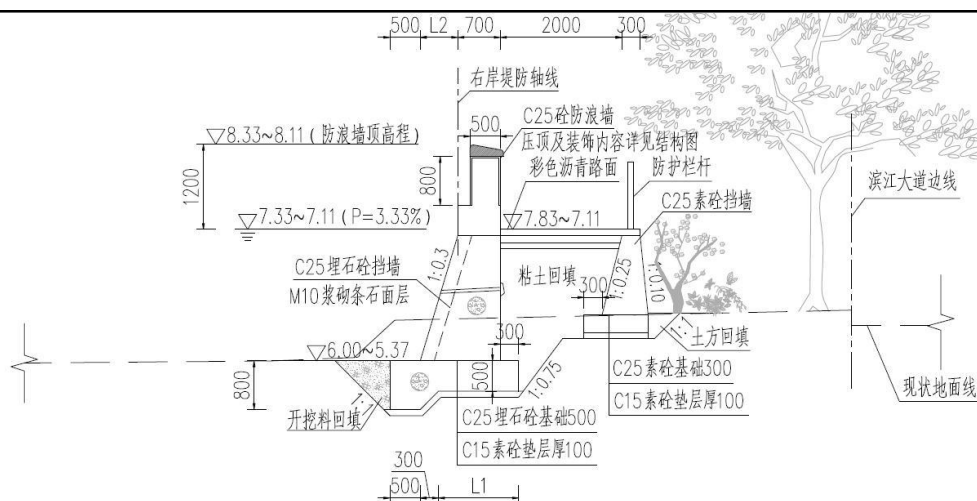 500 L2 700 2000 300
右岸堤防轴线
500
C25砼防浪墙
压顶及装饰内容详见结构图
8.33~8.11(防浪墙顶高程)
彩色沥青路面
防护栏杆
1200
800
C25素砼挡墙
滨江大道边线
7.33~7.11(P=3.33%)
7.83~7.11
1:0.3
C25埋石砼挡墙
M10浆砌条石面层
粘土回填
300
1:0.25
1:0.10
300
1:1
土方回填
6.00~5.37
800
500
1:0.75
C25素砼基础300
C15素砼垫层厚100
现状地面线
1:1
开挖料回填
C25埋石砼基础500
C15素砼垫层厚100
300
500 L1